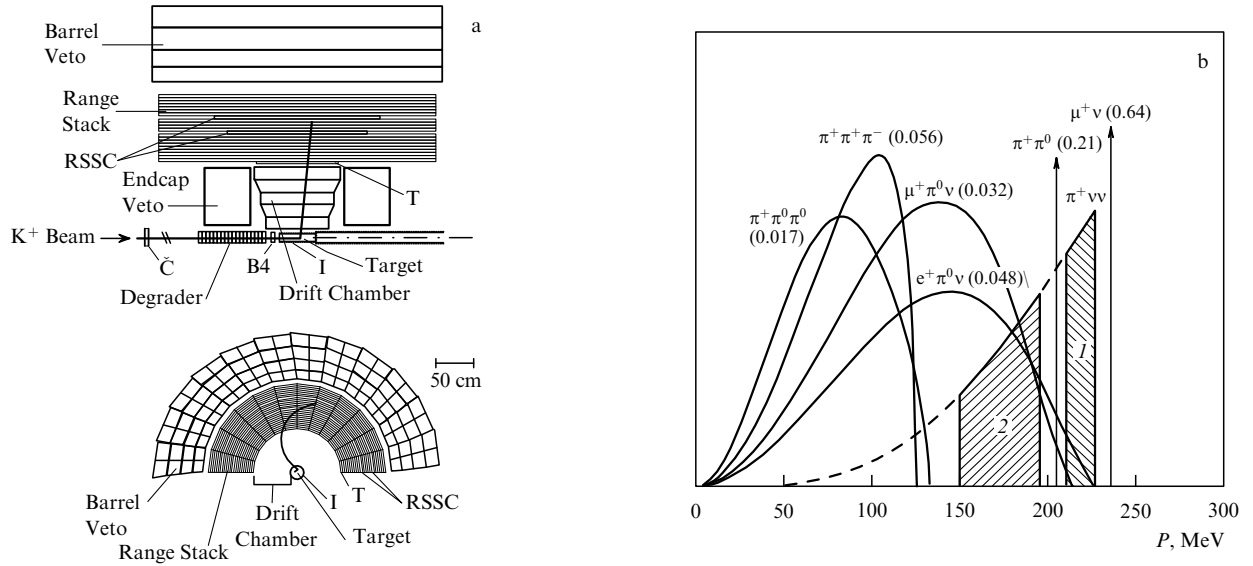 a
Barrel
Veto
Range
Stack
RSSC
Endcap
Veto
T
K⁺ Beam
Č
B4
I
Target
Degrader
Drift Chamber
50 cm
Barrel
Veto
Range Stack
Drift
Chamber
I
T
RSSC
Target
b
μ⁺ν (0.64)
π⁺π⁰ (0.21)
π⁺π⁺π⁻ (0.056)
π⁺νν
μ⁺π⁰ν (0.032)
π⁺π⁰π⁰
(0.017)
e⁺π⁰ν (0.048)\
1
2
0 50 100 150 200 250 300
P, MeV